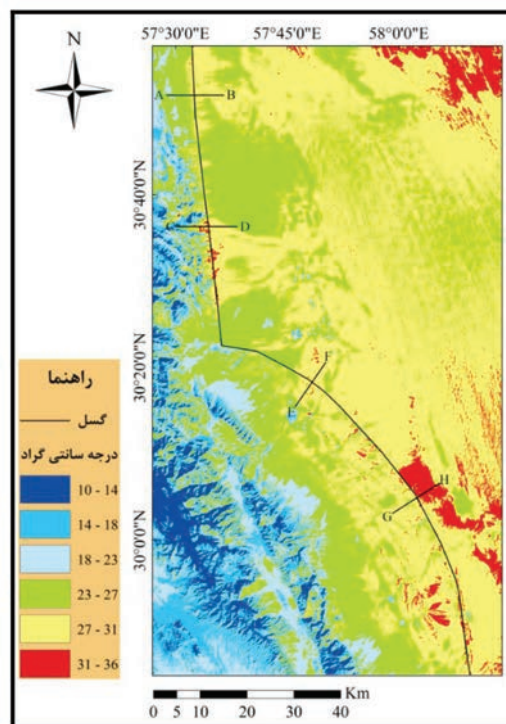 57°30'0"E 57°45'0"E 58°0'0"E
N
A B
30°40'0"N
C D
30°20'0"N
F
E
H
G
30°0'0"N
راهنما
گسل
درجه سانتی گراد
10 - 14
14 - 18
18 - 23
23 - 27
27 - 31
31 - 36
Km
0 5 10 20 30 40